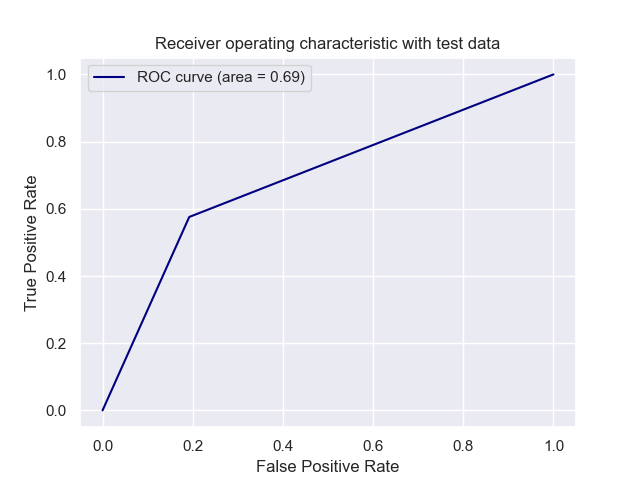 Receiver operating characteristic with test data
ROC curve (area = 0.69)
1.0
0.8
0.6
0.4
0.2
0.0
True Positive Rate
0.0 0.2 0.4 0.6 0.8 1.0
False Positive Rate